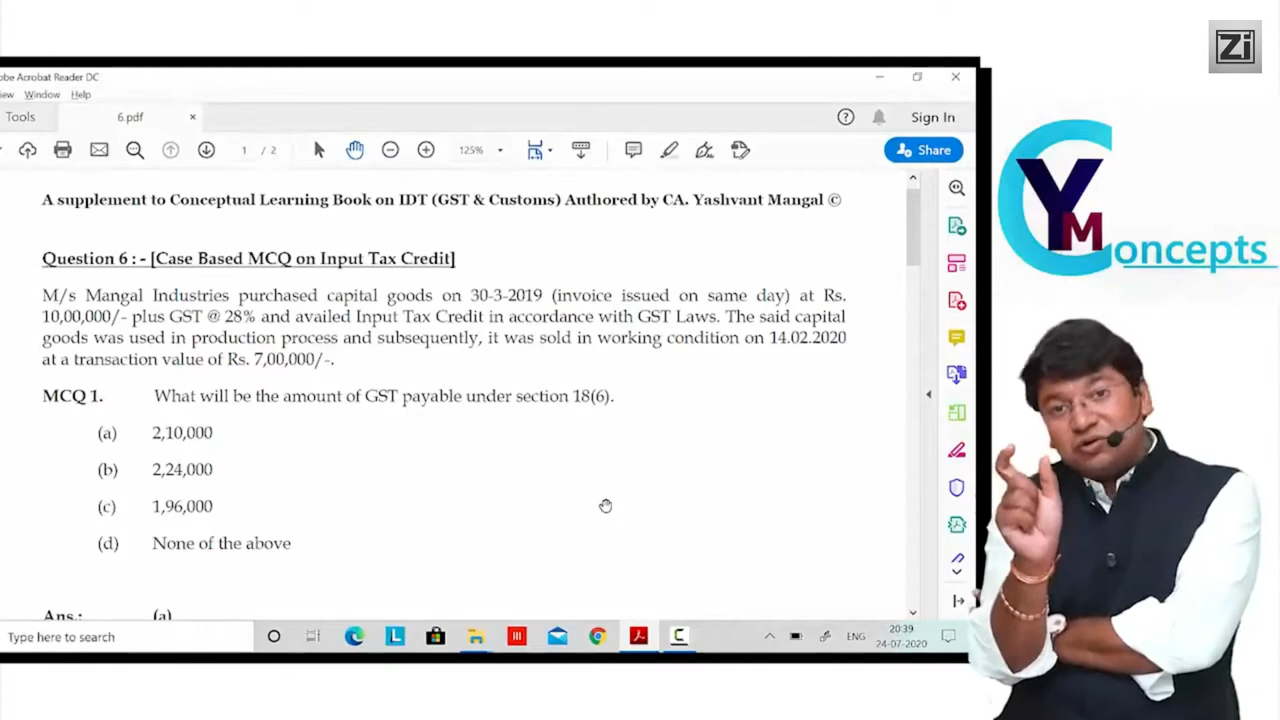 Zi
obe Acrobat Reader DC
iew Window Help
Tools 6.pdf × Sign In
1 / 2 125% Share
A supplement to Conceptual Learning Book on IDT (GST & Customs) Authored by CA. Yashvant Mangal ©
Question 6 : - [Case Based MCQ on Input Tax Credit]
M/s Mangal Industries purchased capital goods on 30-3-2019 (invoice issued on same day) at Rs.
10,00,000/- plus GST @ 28% and availed Input Tax Credit in accordance with GST Laws. The said capital
goods was used in production process and subsequently, it was sold in working condition on 14.02.2020
at a transaction value of Rs. 7,00,000/-.
MCQ 1. What will be the amount of GST payable under section 18(6).
(a) 2,10,000
(b) 2,24,000
(c) 1,96,000
(d) None of the above
Ans.: (a)
Type here to search
L
ENG
20:39
24-07-2020
CYM
oncepts